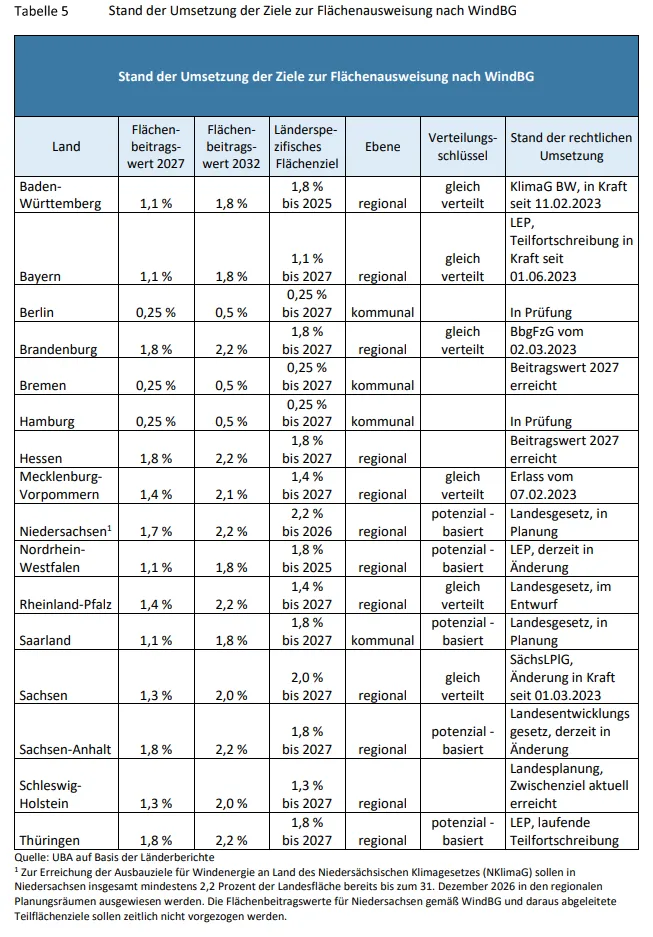 Tabelle 5 Stand der Umsetzung der Ziele zur Flächenausweisung nach WindBG
Stand der Umsetzung der Ziele zur Flächenausweisung nach WindBG
Land
Flächen-
beitrags-
wert 2027
Flächen-
beitrags-
wert 2032
Länderspe-
zifisches
Flächenziel
Ebene
Verteilungs-
schlüssel
Stand der rechtlichen
Umsetzung
Baden-
Württemberg
1,1 %
1,8 %
1,8 %
bis 2025
regional
gleich
verteilt
KlimaG BW, in Kraft
seit 11.02.2023
Bayern
1,1 %
1,8 %
1,1 %
bis 2027
regional
gleich
verteilt
LEP,
Teilfortschreibung in
Kraft seit
01.06.2023
Berlin
0,25 %
0,5 %
0,25 %
bis 2027
kommunal
In Prüfung
Brandenburg
1,8 %
2,2 %
1,8 %
bis 2027
regional
gleich
verteilt
BbgFzG vom
02.03.2023
Bremen
0,25 %
0,5 %
0,25 %
bis 2027
kommunal
Beitragswert 2027
erreicht
Hamburg
0,25 %
0,5 %
0,25 %
bis 2027
kommunal
In Prüfung
Hessen
1,8 %
2,2 %
1,8 %
bis 2027
regional
Beitragswert 2027
erreicht
Mecklenburg-
Vorpommern
1,4 %
2,1 %
1,4 %
bis 2027
regional
gleich
verteilt
Erlass vom
07.02.2023
Niedersachsen¹
1,7 %
2,2 %
2,2 %
bis 2026
regional
potenzial -
basiert
Landesgesetz, in
Planung
Nordrhein-
Westfalen
1,1 %
1,8 %
1,8 %
bis 2025
regional
potenzial -
basiert
LEP, derzeit in
Änderung
Rheinland-Pfalz
1,4 %
2,2 %
1,4 %
bis 2027
regional
gleich
verteilt
Landesgesetz, im
Entwurf
Saarland
1,1 %
1,8 %
1,8 %
bis 2027
kommunal
potenzial -
basiert
Landesgesetz, in
Planung
Sachsen
1,3 %
2,0 %
2,0 %
bis 2027
regional
gleich
verteilt
SächsLPlG,
Änderung in Kraft
seit 01.03.2023
Sachsen-Anhalt
1,8 %
2,2 %
1,8 %
bis 2027
regional
potenzial -
basiert
Landesentwicklungs
gesetz, derzeit in
Änderung
Schleswig-
Holstein
1,3 %
2,0 %
1,3 %
bis 2027
regional
Landesplanung,
Zwischenziel aktuell
erreicht
Thüringen
1,8 %
2,2 %
1,8 %
bis 2027
regional
potenzial -
basiert
LEP, laufende
Teilfortschreibung
Quelle: UBA auf Basis der Länderberichte
¹ Zur Erreichung der Ausbauziele für Windenergie an Land des Niedersächsischen Klimagesetzes (NKlimaG) sollen in
Niedersachsen insgesamt mindestens 2,2 Prozent der Landesfläche bereits bis zum 31. Dezember 2026 in den regionalen
Planungsräumen ausgewiesen werden. Die Flächenbeitragswerte für Niedersachsen gemäß WindBG und daraus abgeleitete
Teilflächenziele sollen zeitlich nicht vorgezogen werden.